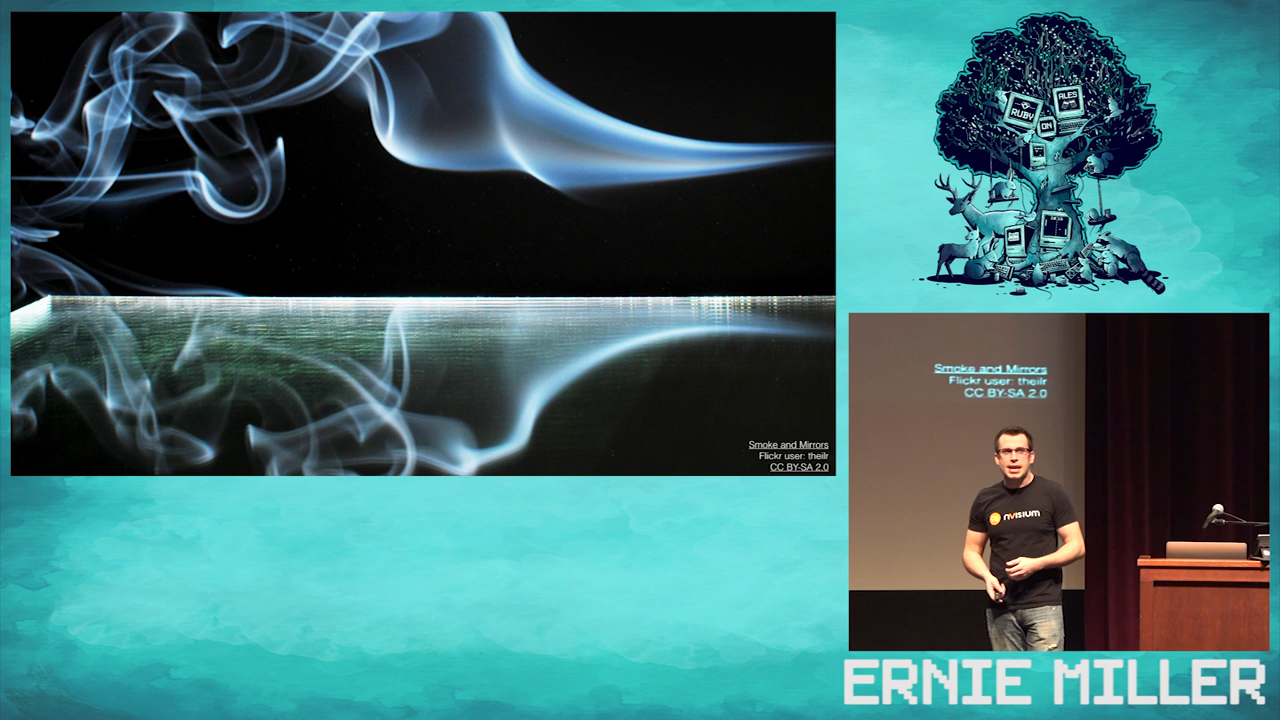 Smoke and Mirrors
Flickr user: theilr
CC BY-SA 2.0
RUBY
ON
ALES
Smoke and Mirrors
Flickr user: theilr
CC BY-SA 2.0
nVISIUM
ERNIE MILLER